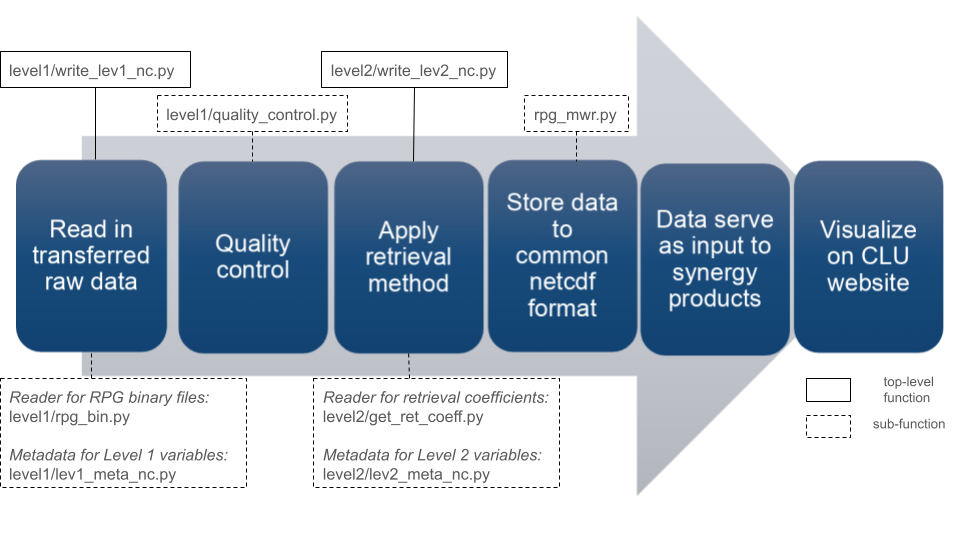 level1/write_lev1_nc.py
level2/write_lev2_nc.py
level1/quality_control.py
rpg_mwr.py
Read in
transferred
raw data
Quality
control
Apply
retrieval
method
Store data
to
common
netcdf
format
Data serve
as input to
synergy
products
Visualize
on CLU
website
Reader for RPG binary files:
level1/rpg_bin.py
Metadata for Level 1 variables:
level1/lev1_meta_nc.py
Reader for retrieval coefficients:
level2/get_ret_coeff.py
Metadata for Level 2 variables:
level2/lev2_meta_nc.py
top-level
function
sub-function